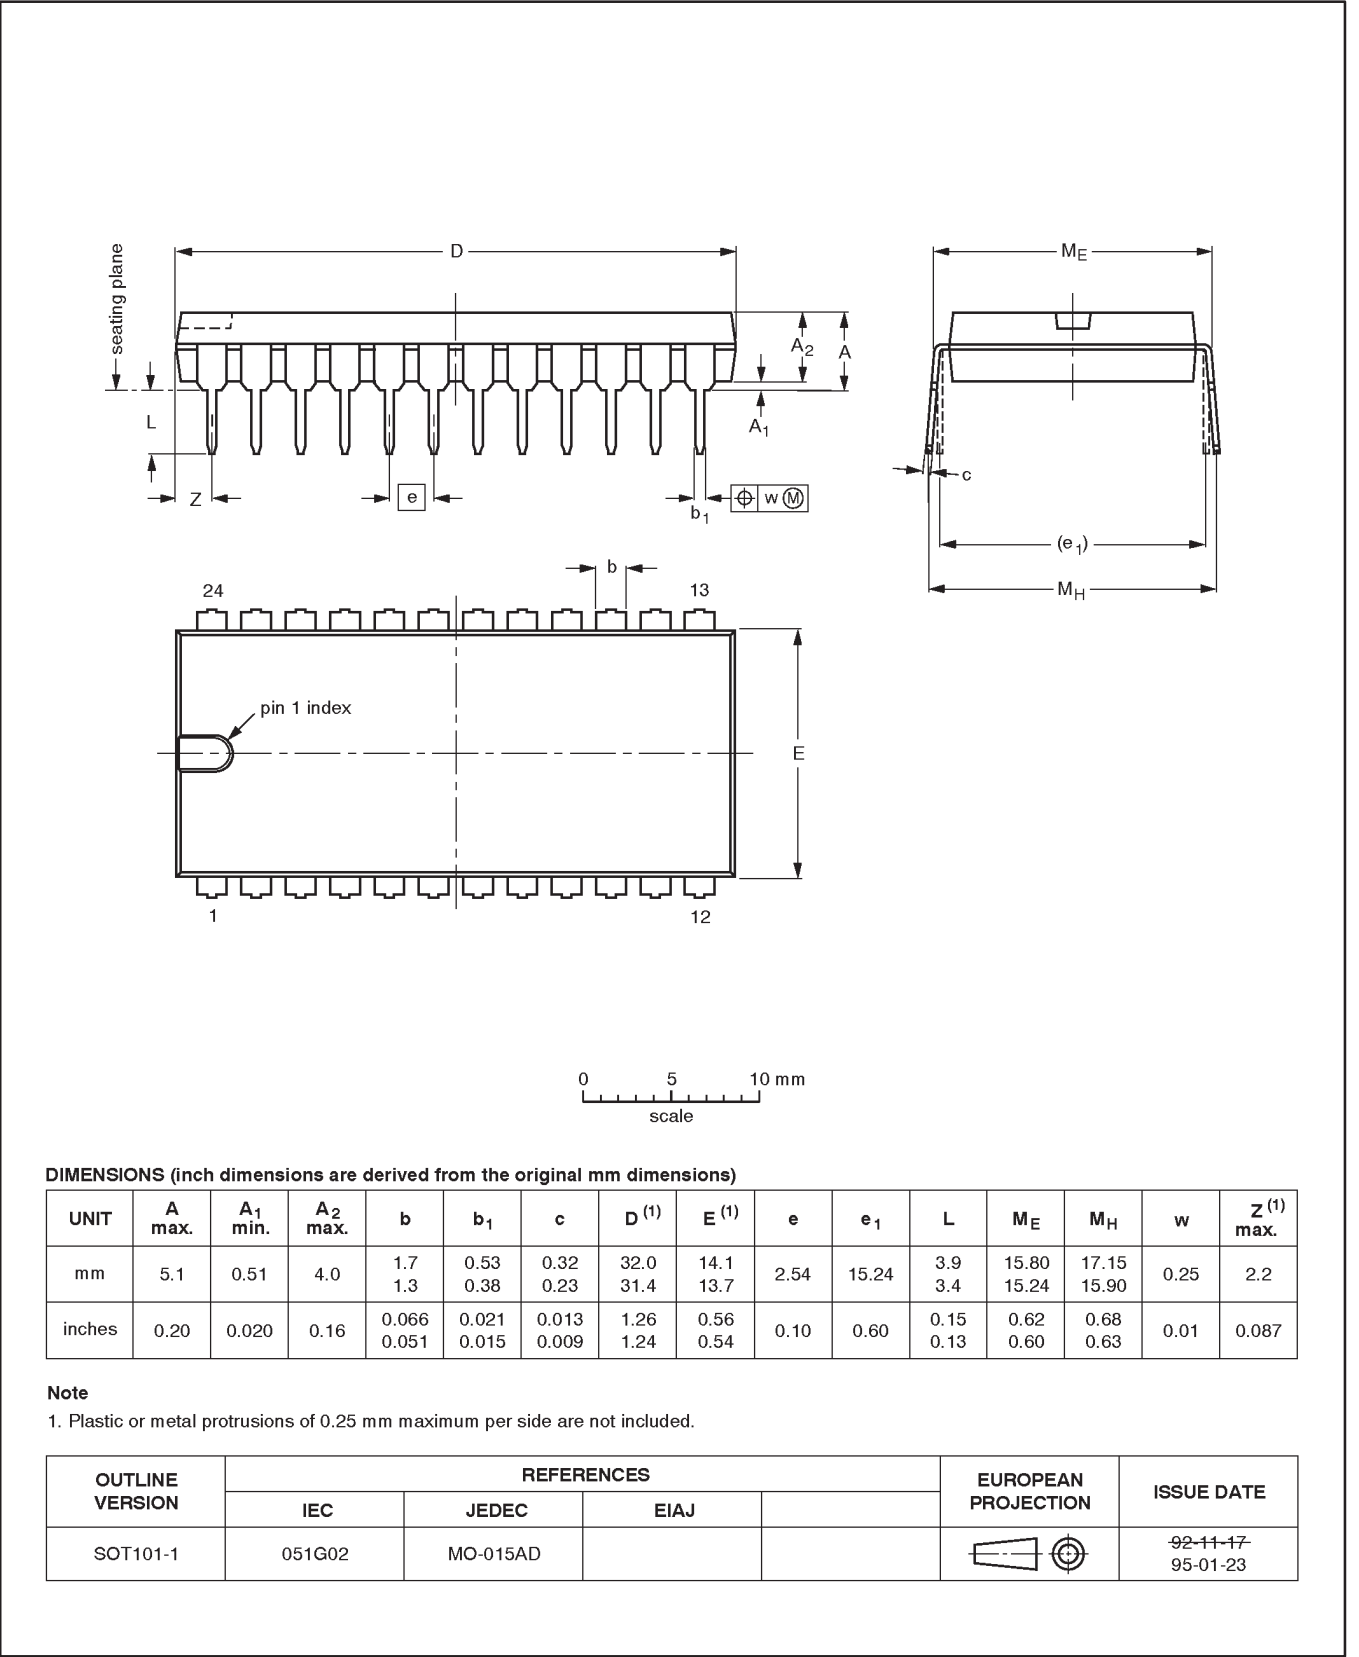 D
ME
seating plane
A2
A
L
A1
Z
e
b1
w M
c
(e1)
MH
b
24
13
pin 1 index
E
1
12
0 5 10 mm
scale
DIMENSIONS (inch dimensions are derived from the original mm dimensions)
UNIT A max. A1 min. A2 max. b b1 c D (1) E (1) e e1 L ME MH w Z (1) max.
mm 5.1 0.51 4.0 1.7 1.3 0.53 0.38 0.32 0.23 32.0 31.4 14.1 13.7 2.54 15.24 3.9 3.4 15.80 15.24 17.15 15.90 0.25 2.2
inches 0.20 0.020 0.16 0.066 0.051 0.021 0.015 0.013 0.009 1.26 1.24 0.56 0.54 0.10 0.60 0.15 0.13 0.62 0.60 0.68 0.63 0.01 0.087
Note
1. Plastic or metal protrusions of 0.25 mm maximum per side are not included.
OUTLINE VERSION REFERENCES EUROPEAN PROJECTION ISSUE DATE
IEC JEDEC EIAJ
SOT101-1 051G02 MO-015AD 92-11-17
95-01-23